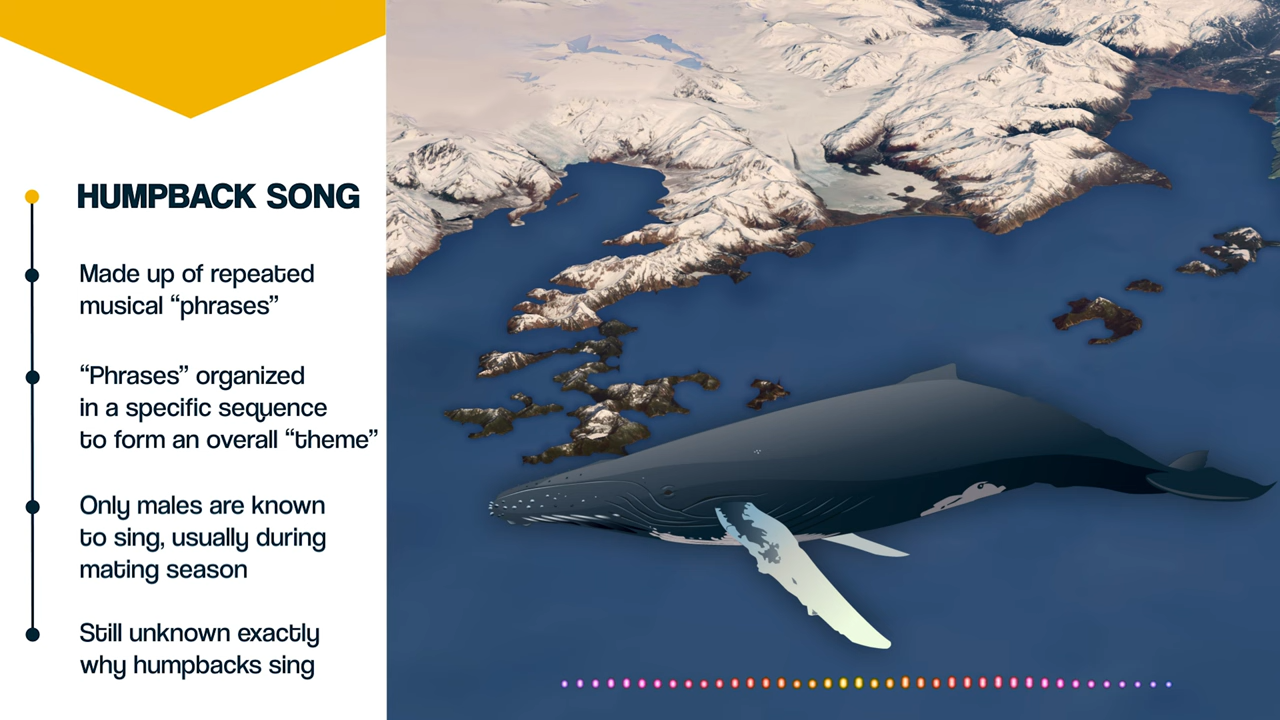 HUMPBACK SONG
Made up of repeated
musical “phrases”
“Phrases” organized
in a specific sequence
to form an overall “theme”
Only males are known
to sing, usually during
mating season
Still unknown exactly
why humpbacks sing